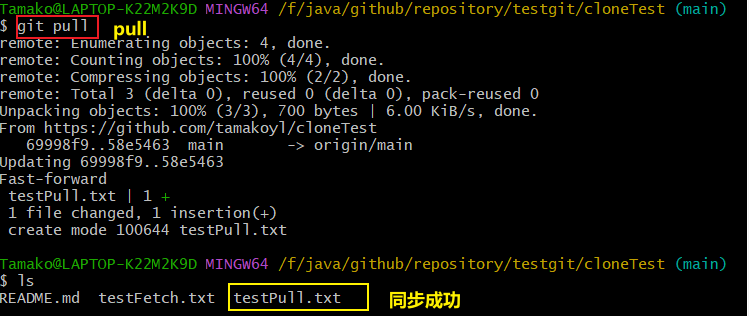 Tamako@LAPTOP-K22M2K9D MINGW64 /f/java/github/repository/testgit/cloneTest (main)
$ git pull pull
remote: Enumerating objects: 4, done.
remote: Counting objects: 100% (4/4), done.
remote: Compressing objects: 100% (2/2), done.
remote: Total 3 (delta 0), reused 0 (delta 0), pack-reused 0
Unpacking objects: 100% (3/3), 700 bytes | 6.00 KiB/s, done.
From https://github.com/tamakoyl/cloneTest
69998f9..58e5463 main -> origin/main
Updating 69998f9..58e5463
Fast-forward
testPull.txt | 1 +
1 file changed, 1 insertion(+)
create mode 100644 testPull.txt
Tamako@LAPTOP-K22M2K9D MINGW64 /f/java/github/repository/testgit/cloneTest (main)
$ ls
README.md testFetch.txt testPull.txt 同步成功